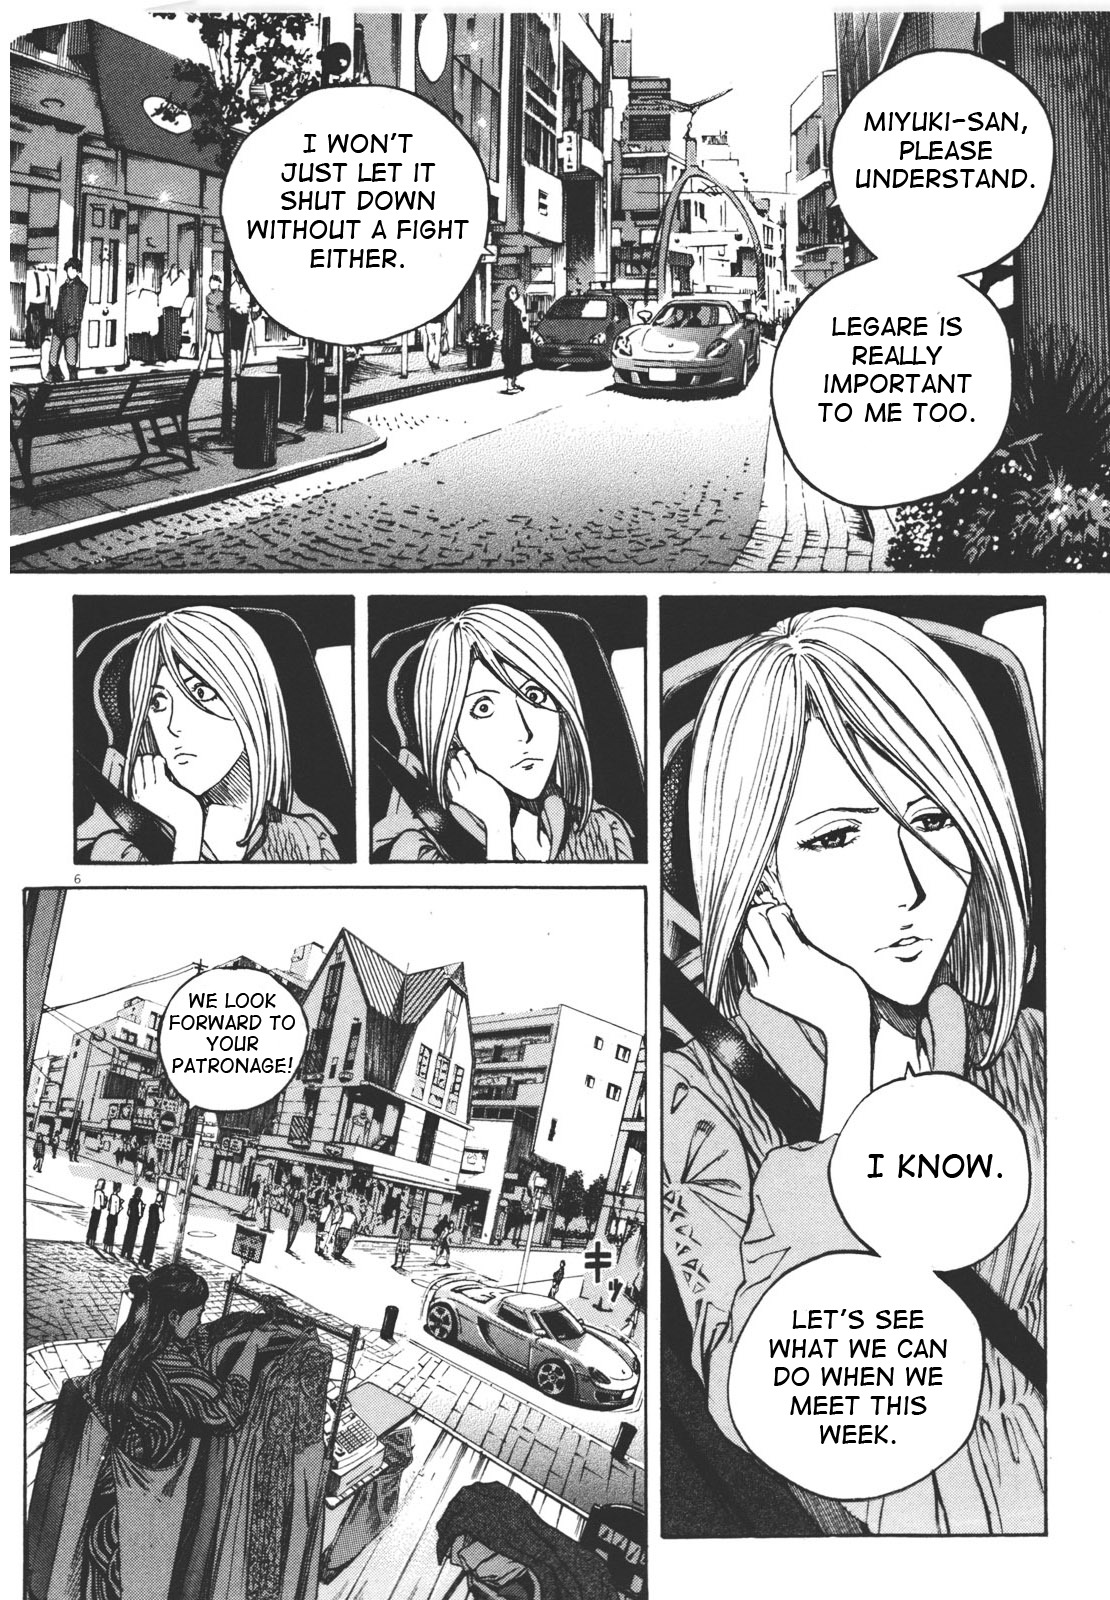 MIYUKI-SAN,
PLEASE
UNDERSTAND.
LEGARE IS
REALLY
IMPORTANT
TO ME TOO.
I WON'T
JUST LET IT
SHUT DOWN
WITHOUT A FIGHT
EITHER.
I KNOW.
LET'S SEE
WHAT WE CAN
DO WHEN WE
MEET THIS
WEEK.
6
WE LOOK
FORWARD TO
YOUR
PATRONAGE!
キッ